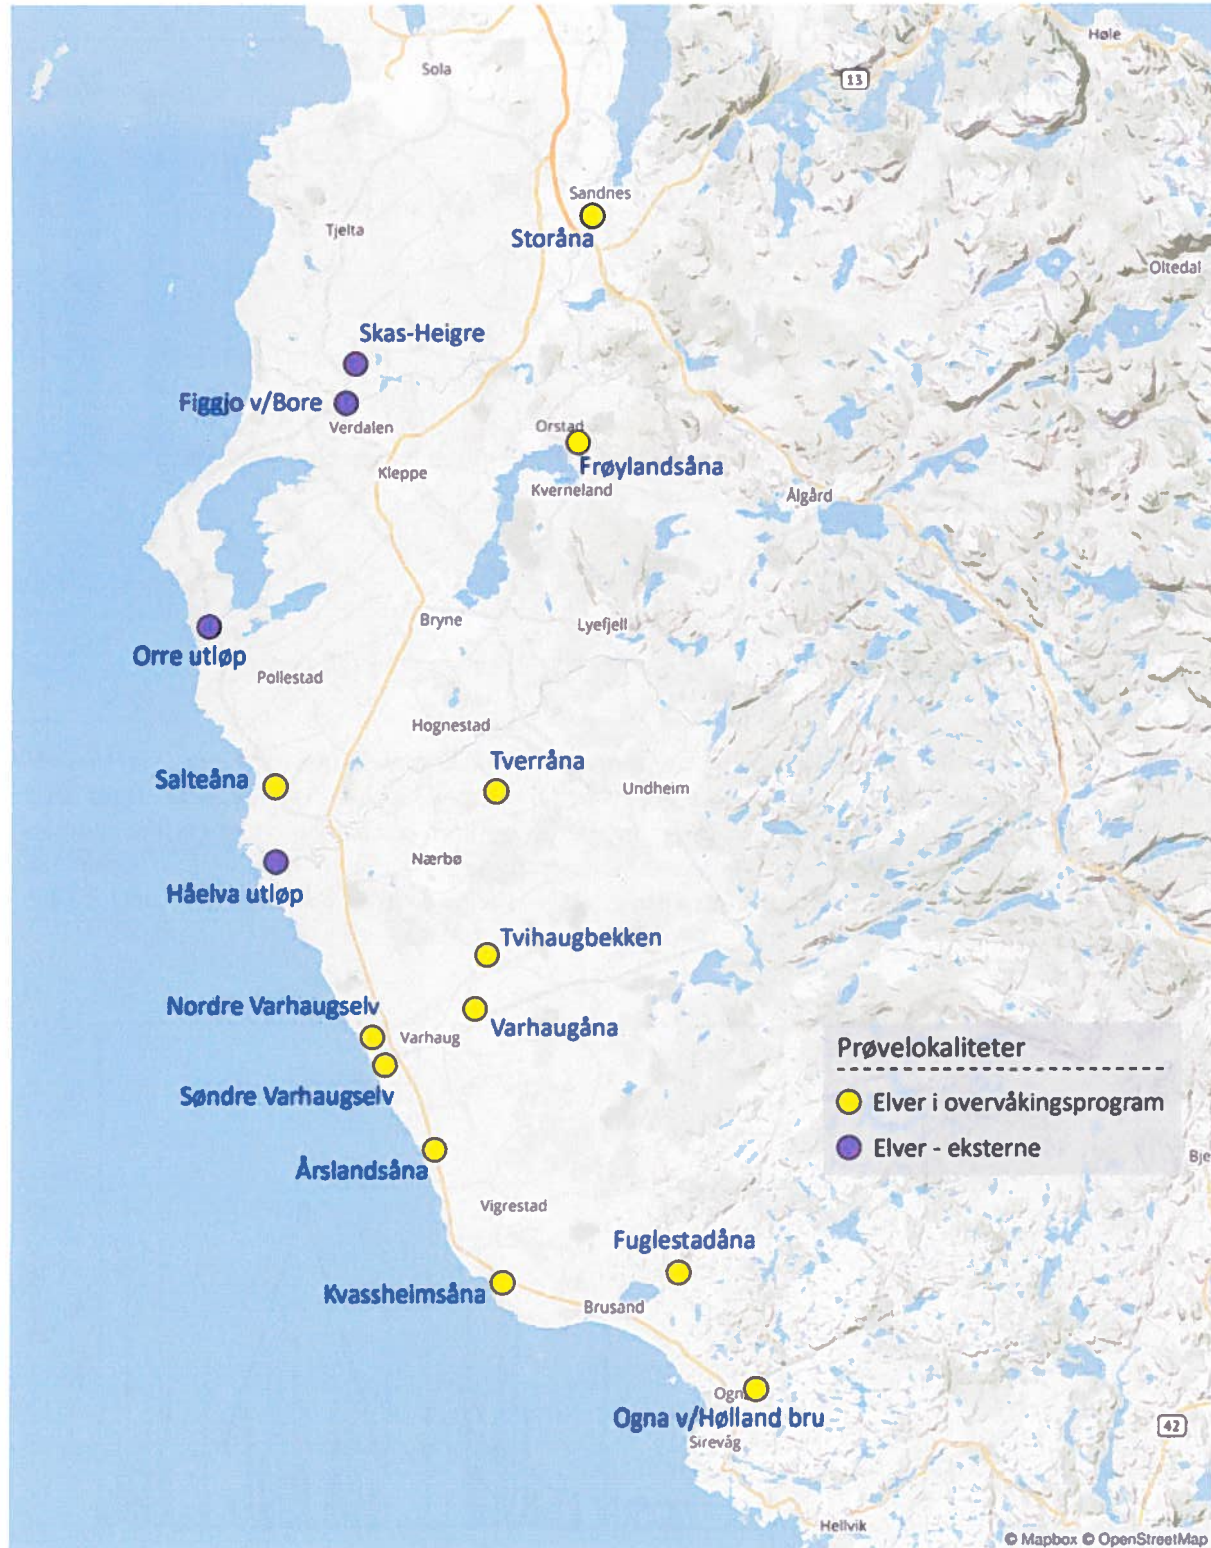 Høle
Sola
13
Sandnes
Storåna
Tjelta
Oltedal
Skas-Heigre
Figgjo v/Bore
Verdalen
Orstad
Frøylandsåna
Kleppe
Kverneland
Ålgård
Bryne
Lyefjell
Orre utløp
Pollestad
Hognestad
Tverråna
Salteåna
Undheim
Nærbø
Håelva utløp
Tvihaugbekken
Nordre Varhaugselv
Varhaugåna
Varhaug
Prøvelokaliteter
Søndre Varhaugselv
Elver i overvåkingsprogram
Elver - eksterne
Bje
Årslandsåna
Vigrestad
Fuglestadåna
Kvassheimsåna
Brusand
Ogna v/Hølland bru
Sirevåg
42
Hellvik
© Mapbox © OpenStreetMap